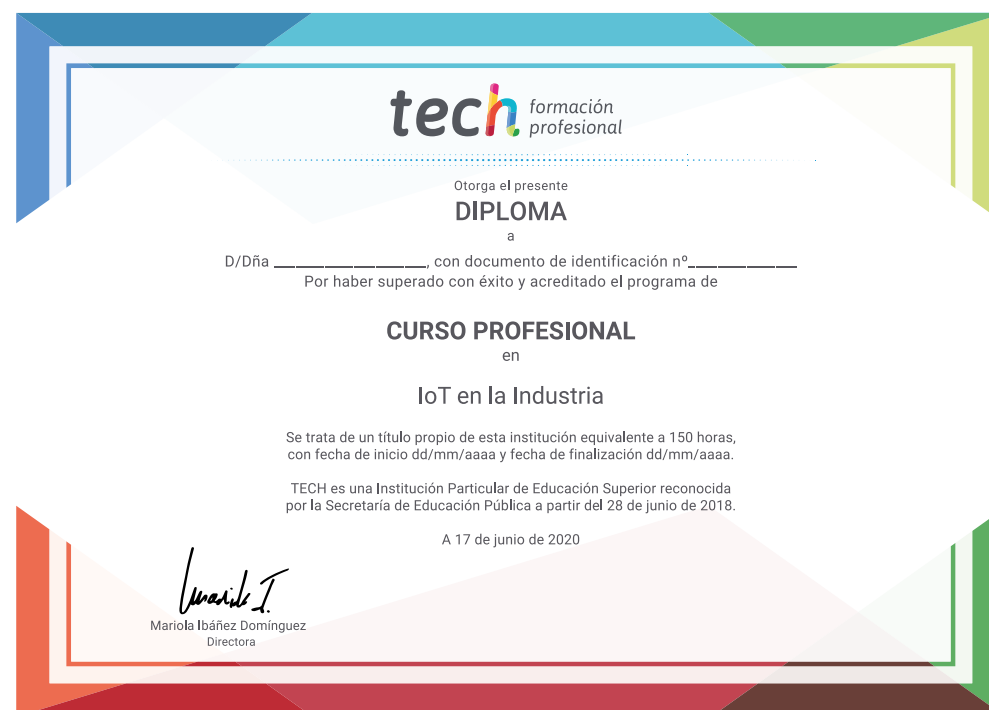 tech formación
profesional
Otorga el presente
DIPLOMA
a
D/Dña ____________________, con documento de identificación nº______________
Por haber superado con éxito y acreditado el programa de
CURSO PROFESIONAL
en
IoT en la Industria
Se trata de un título propio de esta institución equivalente a 150 horas,
con fecha de inicio dd/mm/aaaa y fecha de finalización dd/mm/aaaa.
TECH es una Institución Particular de Educación Superior reconocida
por la Secretaría de Educación Pública a partir del 28 de junio de 2018.
A 17 de junio de 2020
Mariola I.
Mariola Ibáñez Domínguez
Directora